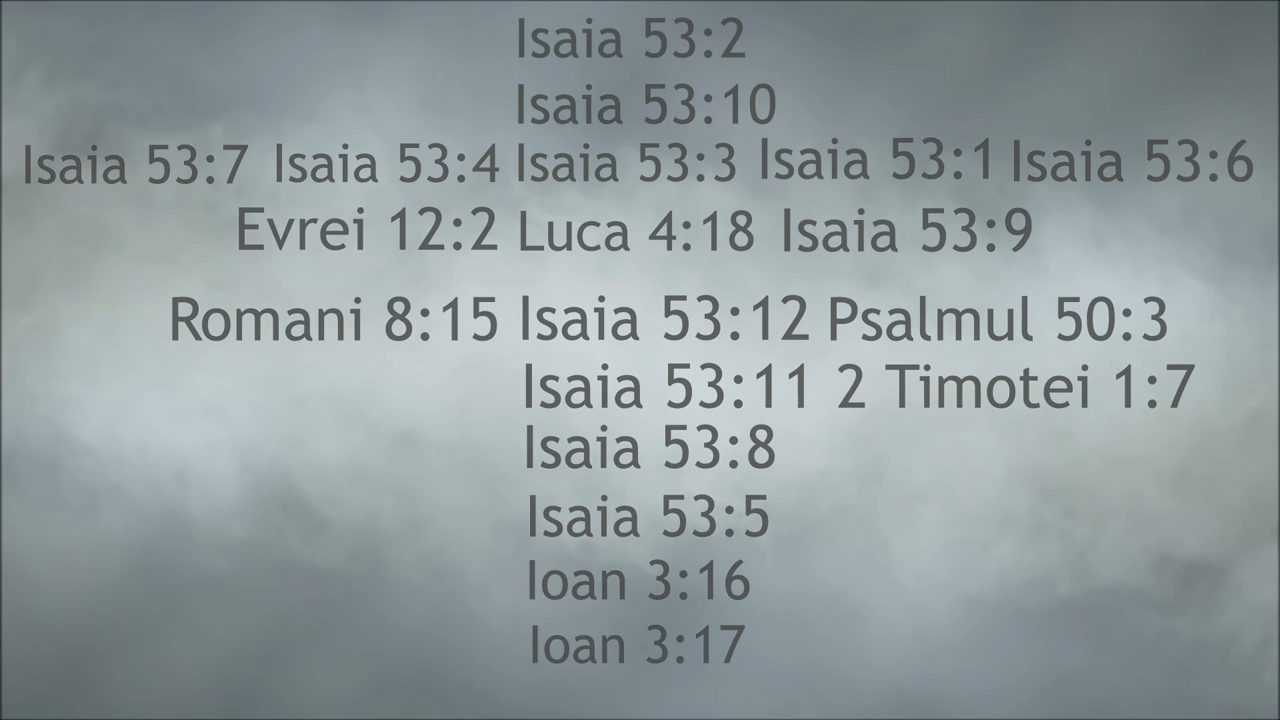 Isaia 53:2
Isaia 53:10
Isaia 53:7 Isaia 53:4 Isaia 53:3 Isaia 53:1 Isaia 53:6
Evrei 12:2 Luca 4:18 Isaia 53:9
Romani 8:15 Isaia 53:12 Psalmul 50:3
Isaia 53:11 2 Timotei 1:7
Isaia 53:8
Isaia 53:5
Ioan 3:16
Ioan 3:17